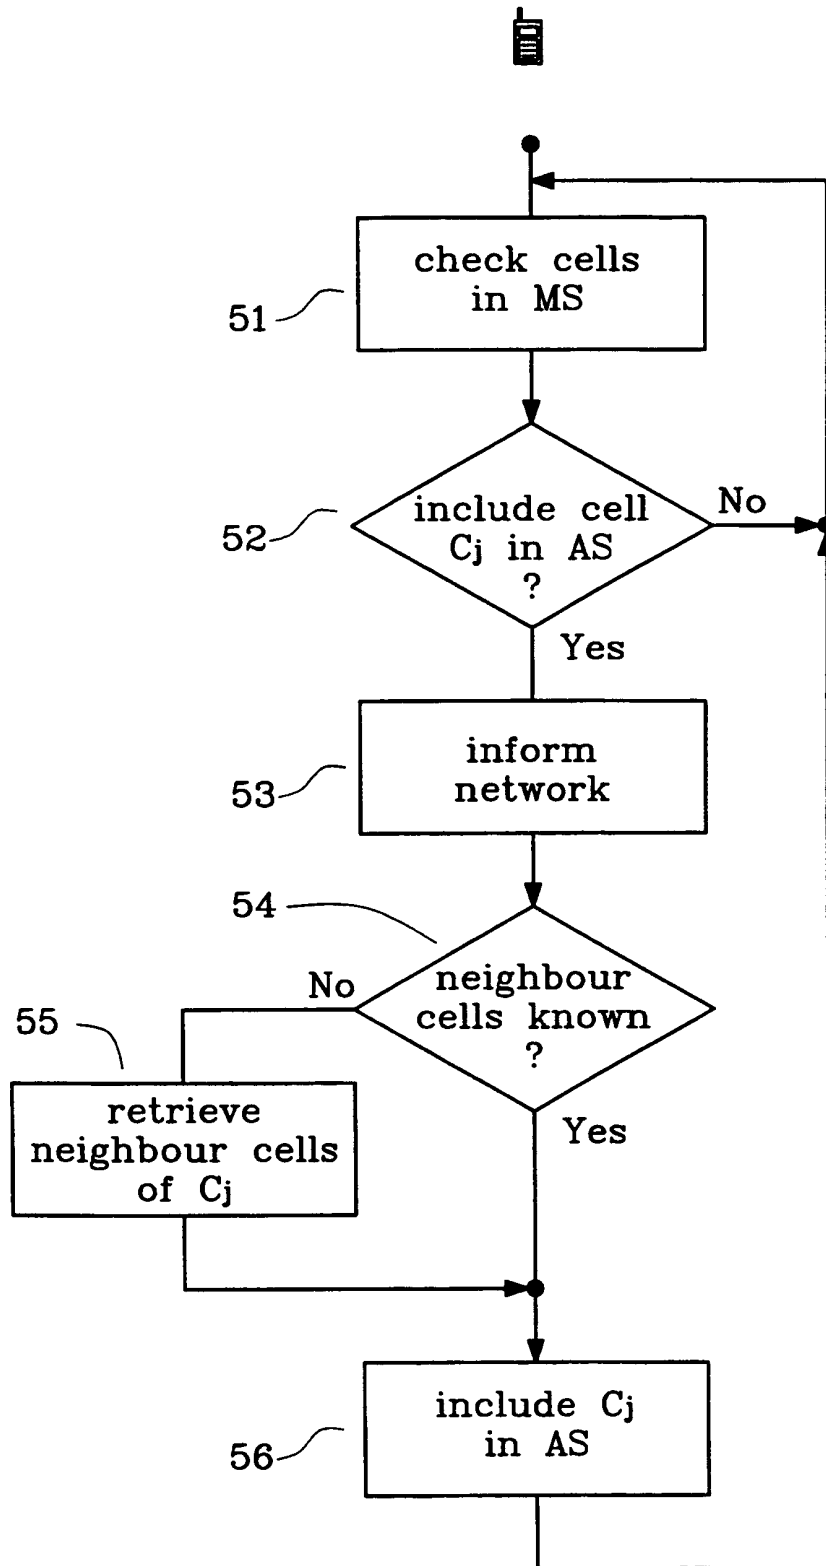 check cells
in MS
51
include cell
Cj in AS
?
52
No
Yes
inform
network
53
54
neighbour
cells known
?
No
Yes
55
retrieve
neighbour cells
of Cj
include Cj
in AS
56